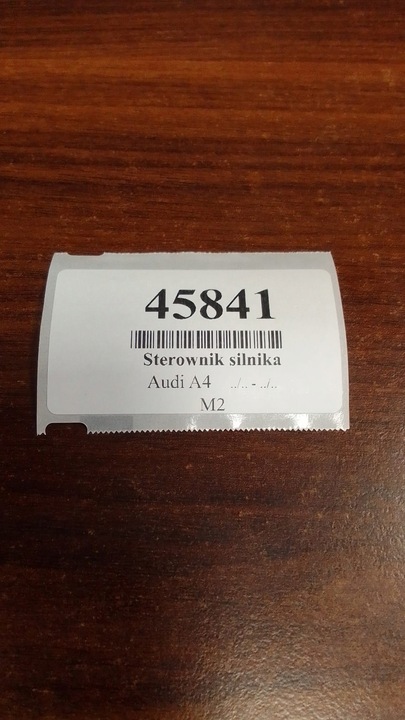 45841
Sterownik silnika
Audi A4 ../.. - ../..
M2